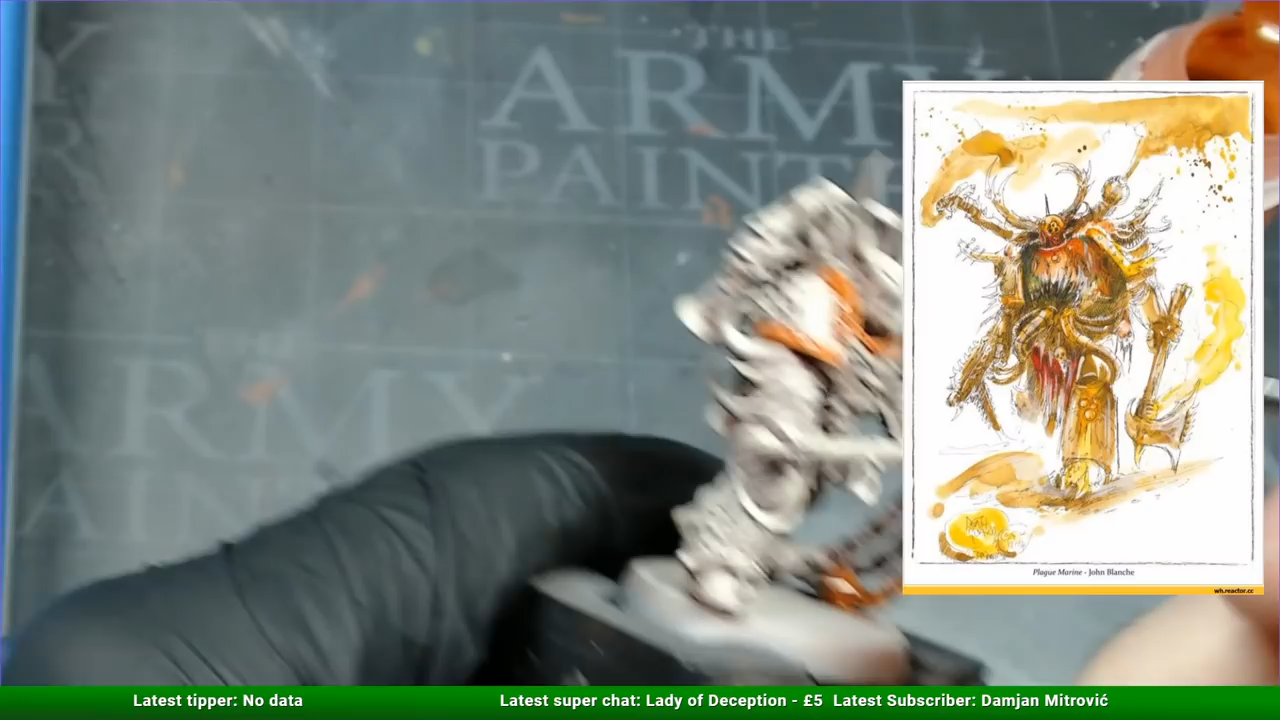 THE
ARMY
PAINT
ARMY
Plague Marine - John Blanche
wh.reactor.cc
Latest tipper: No data
Latest super chat: Lady of Deception - £5 Latest Subscriber: Damjan Mitrović